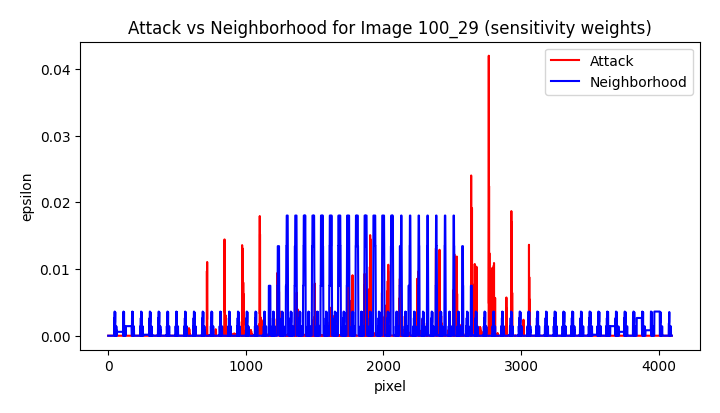 Attack vs Neighborhood for Image 100_29 (sensitivity weights)
Attack
Neighborhood
0.04
0.03
0.02
0.01
0.00
epsilon
0
1000
2000
3000
4000
pixel